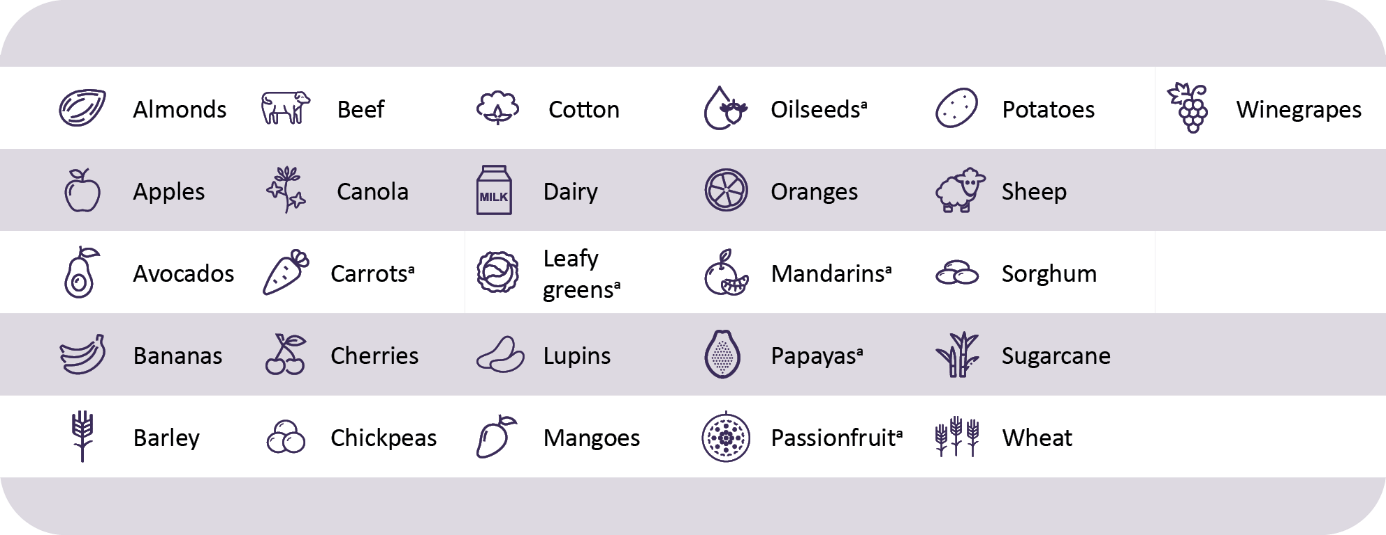 Almonds Beef Cotton Oilseedsª Potatoes Winegrapes
Apples Canola MILK Dairy Oranges Sheep
Avocados Carrotsª Leafy greensª Mandarinsª Sorghum
Bananas Cherries Lupins Papayasª Sugarcane
Barley Chickpeas Mangoes Passionfruitª Wheat